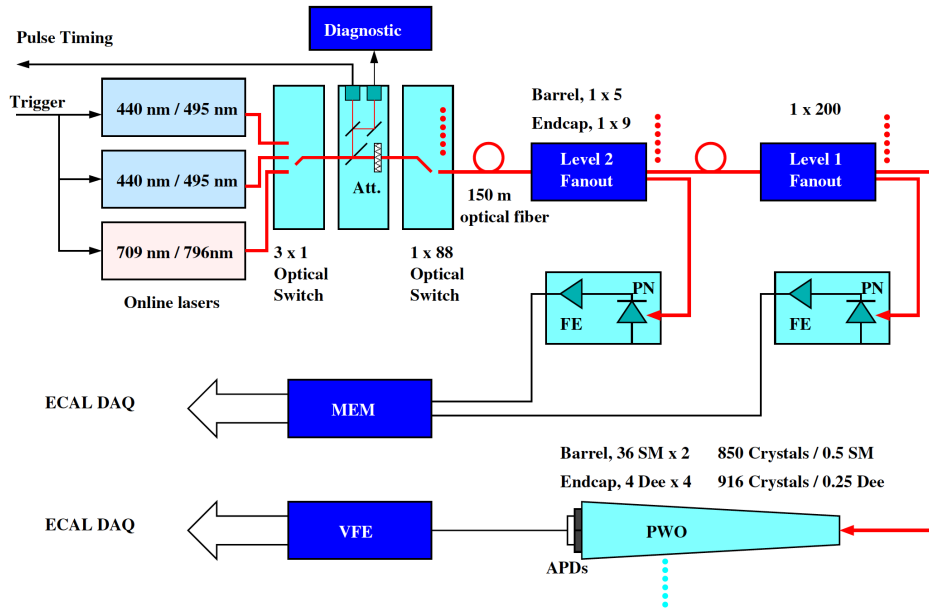 Pulse Timing
Diagnostic
Trigger
440 nm / 495 nm
440 nm / 495 nm
709 nm / 796nm
Online lasers
3 x 1
Optical
Switch
Att.
1 x 88
Optical
Switch
150 m
optical fiber
Barrel, 1 x 5
Endcap, 1 x 9
Level 2
Fanout
1 x 200
Level 1
Fanout
FE
PN
FE
PN
ECAL DAQ
MEM
Barrel, 36 SM x 2 850 Crystals / 0.5 SM
Endcap, 4 Dee x 4 916 Crystals / 0.25 Dee
ECAL DAQ
VFE
APDs
PWO